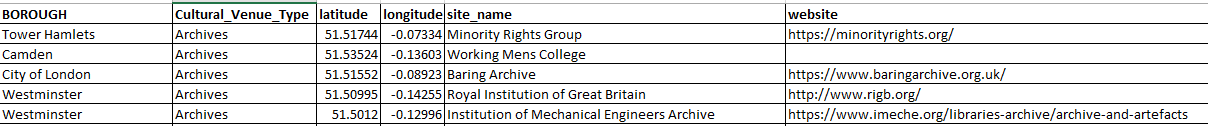 BOROUGH Cultural_Venue_Type latitude longitude site_name website
Tower Hamlets Archives 51.51744 -0.07334 Minority Rights Group https://minorityrights.org/
Camden Archives 51.53524 -0.13603 Working Mens College
City of London Archives 51.51552 -0.08923 Baring Archive https://www.baringarchive.org.uk/
Westminster Archives 51.50995 -0.14255 Royal Institution of Great Britain http://www.rigb.org/
Westminster Archives 51.5012 -0.12996 Institution of Mechanical Engineers Archive https://www.imeche.org/libraries-archive/archive-and-artefacts